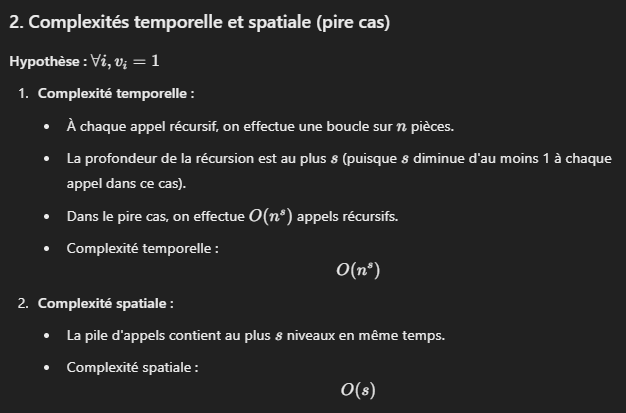 2. Complexités temporelle et spatiale (pire cas)
Hypothèse : ∀i, vᵢ = 1
1. Complexité temporelle :
• À chaque appel récursif, on effectue une boucle sur n pièces.
• La profondeur de la récursion est au plus s (puisque s diminue d'au moins 1 à chaque
appel dans ce cas).
• Dans le pire cas, on effectue O(nˢ) appels récursifs.
• Complexité temporelle :
O(nˢ)
2. Complexité spatiale :
• La pile d'appels contient au plus s niveaux en même temps.
• Complexité spatiale :
O(s)